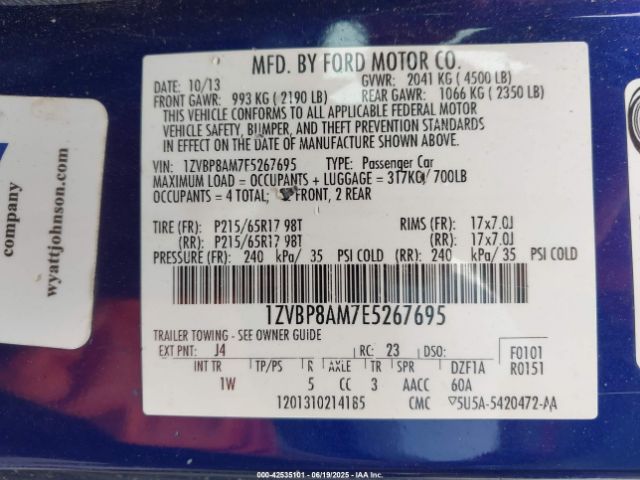 MFD. BY FORD MOTOR CO.
DATE: 10/13 GVWR: 2041 KG ( 4500 LB)
FRONT GAWR: 993 KG ( 2190 LB) REAR GAWR: 1066 KG ( 2350 LB)
THIS VEHICLE CONFORMS TO ALL APPLICABLE FEDERAL MOTOR
VEHICLE SAFETY, BUMPER, AND THEFT PREVENTION STANDARDS
IN EFFECT ON THE DATE OF MANUFACTURE SHOWN ABOVE.
VIN: 1ZVBP8AM7E5267695 TYPE: Passenger Car
MAXIMUM LOAD = OCCUPANTS + LUGGAGE = 317KG/ 700LB
OCCUPANTS = 4 TOTAL; 2 FRONT, 2 REAR
TIRE (FR): P215/65R17 98T RIMS (FR): 17x7.0J
(RR): P215/65R17 98T (RR): 17x7.0J
PRESSURE (FR): 240 kPa/ 35 PSI COLD (RR): 240 kPa/ 35 PSI COLD
1ZVBP8AM7E5267695
TRAILER TOWING - SEE OWNER GUIDE
EXT PNT: J4 RC: 23 DSO: F0101
INT TR TP/PS R AXLE TR SPR DZF1A R0151
1W 5 CC 3 AACC 60A
12013102141​85 CMC 5U5A-5420472-AA
company
wyattjohnson.com
000-42535101 - 06/19/2025 - IAA Inc.